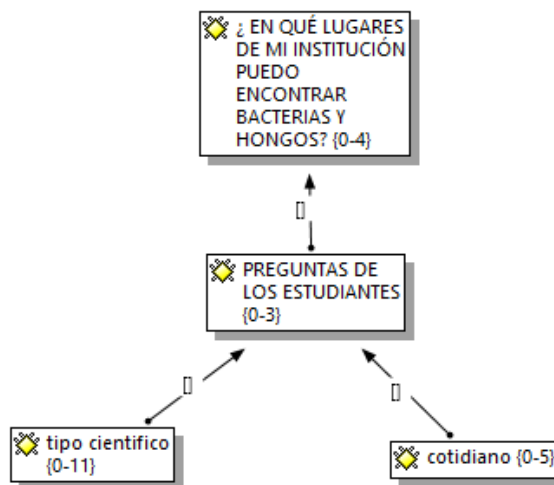 ¿ EN QUÉ LUGARES
DE MI INSTITUCIÓN
PUEDO
ENCONTRAR
BACTERIAS Y
HONGOS? {0-4}
[]
PREGUNTAS DE
LOS ESTUDIANTES
{0-3}
[]
[]
tipo cientifico
{0-11}
cotidiano {0-5}